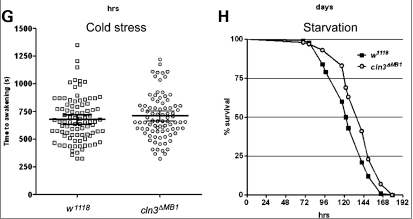 hrs
days
G
Cold stress
Time to awakening (s)
1500
1250
1000
750
500
250
0
w1118
cln3ΔMB1
H
Starvation
% survival
100
75
50
25
0
w1118
cln3ΔMB1
0 24 48 72 96 120 144 168 192
hrs